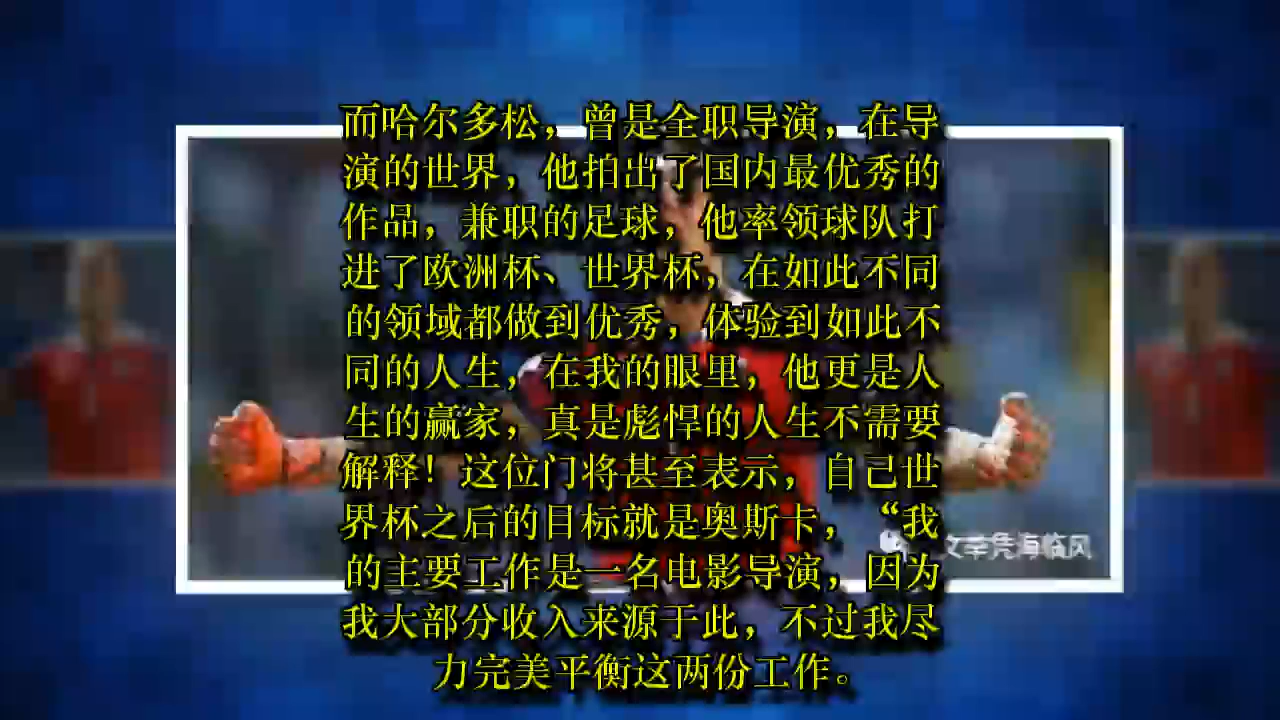 而哈尔多松，曾是全职导演，在导
演的世界，他拍出了国内最优秀的
作品，兼职的足球，他率领球队打
进了欧洲杯、世界杯，在如此不同
的领域都做到优秀，体验到如此不
同的人生，在我的眼里，他更是人
生的赢家，真是彪悍的人生不需要
解释！这位门将甚至表示，自己世
界杯之后的目标就是奥斯卡，“我
的主要工作是一名电影导演，因为
我大部分收入来源于此，不过我尽
力完美平衡这两份工作。
凭海临风